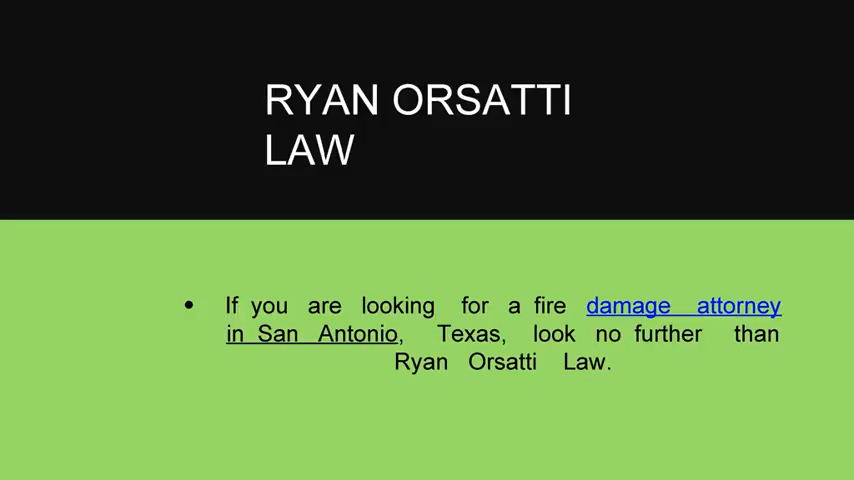 RYAN ORSATTI
LAW
• If you are looking for a fire damage attorney
in San Antonio, Texas, look no further than
Ryan Orsatti Law.